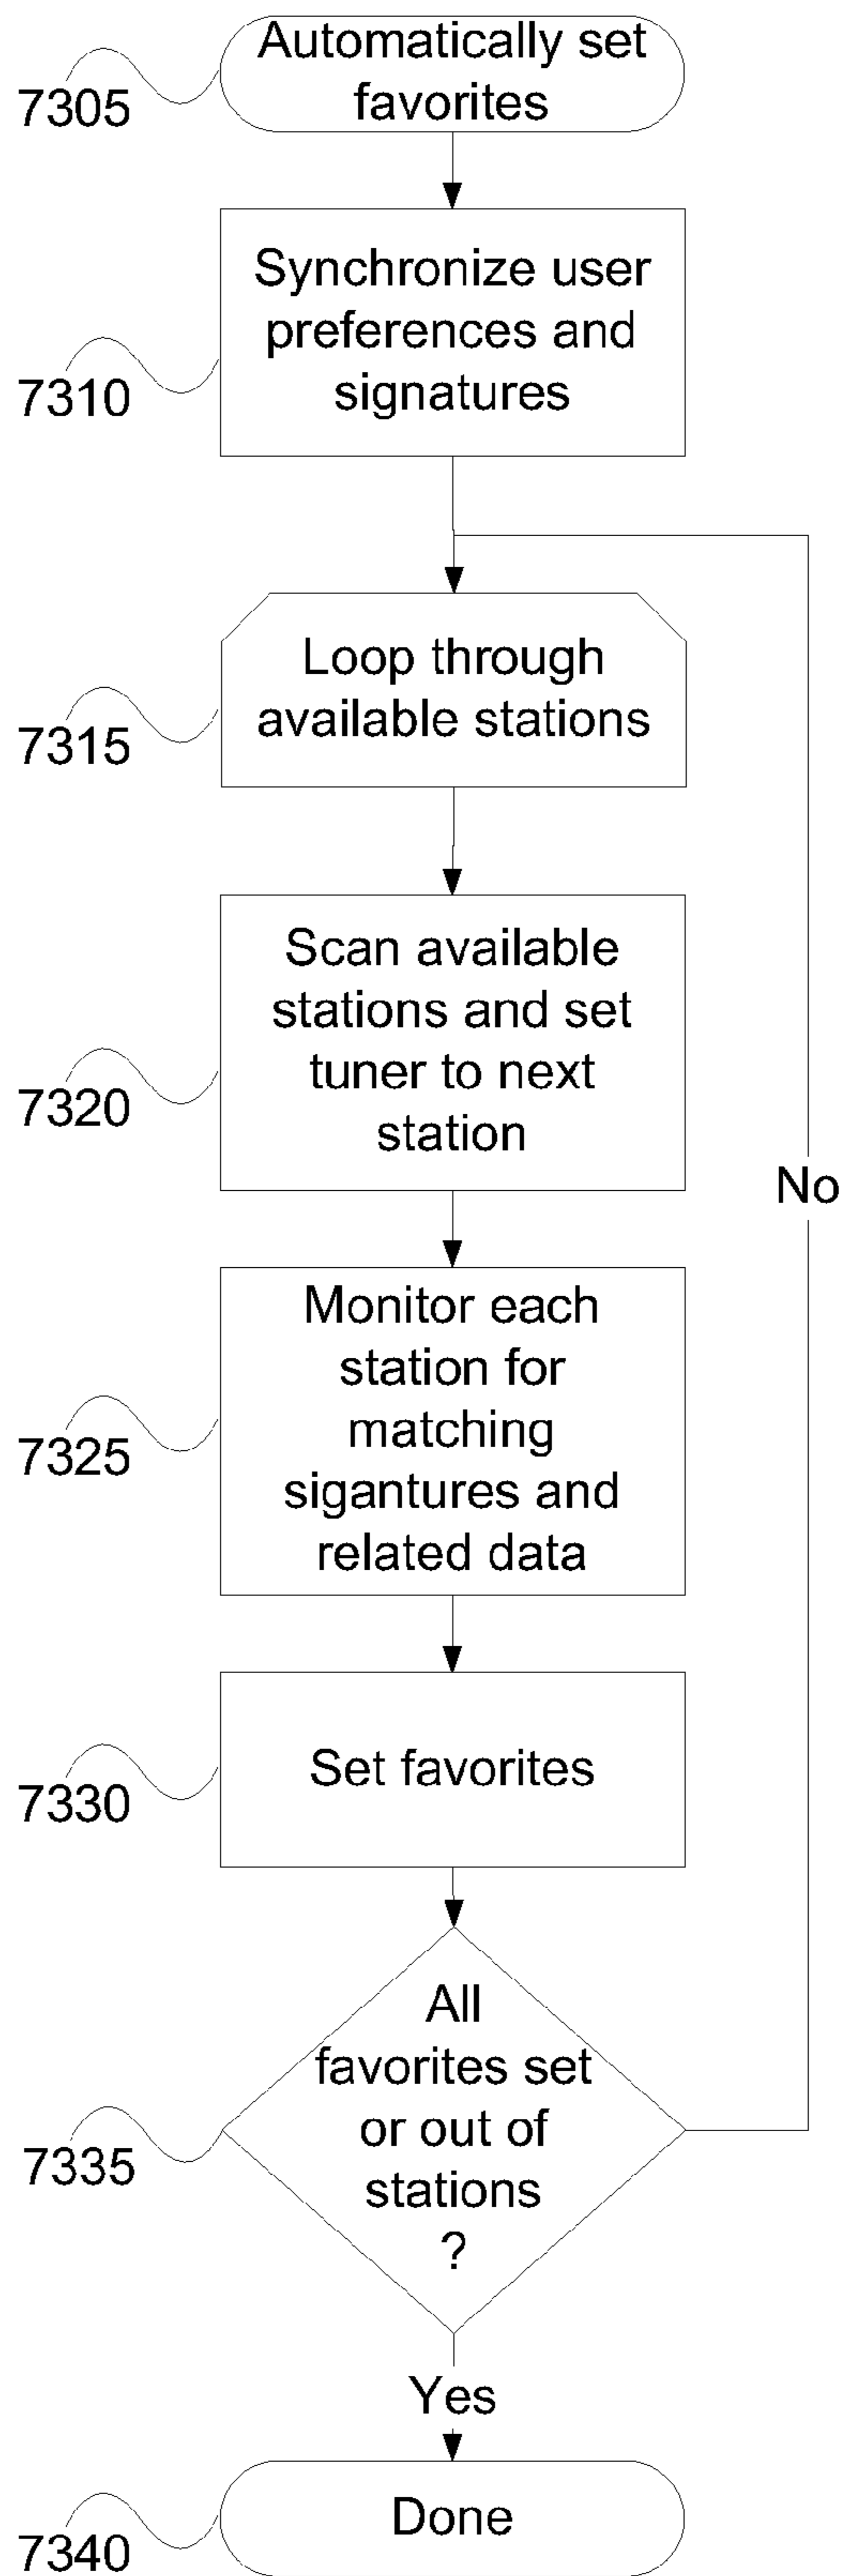 Automatically set
favorites
7305
Synchronize user
preferences and
signatures
7310
Loop through
available stations
7315
Scan available
stations and set
tuner to next
station
7320
No
Monitor each
station for
matching
sigantures and
related data
7325
Set favorites
7330
All
favorites set
or out of
stations
?
7335
Yes
Done
7340